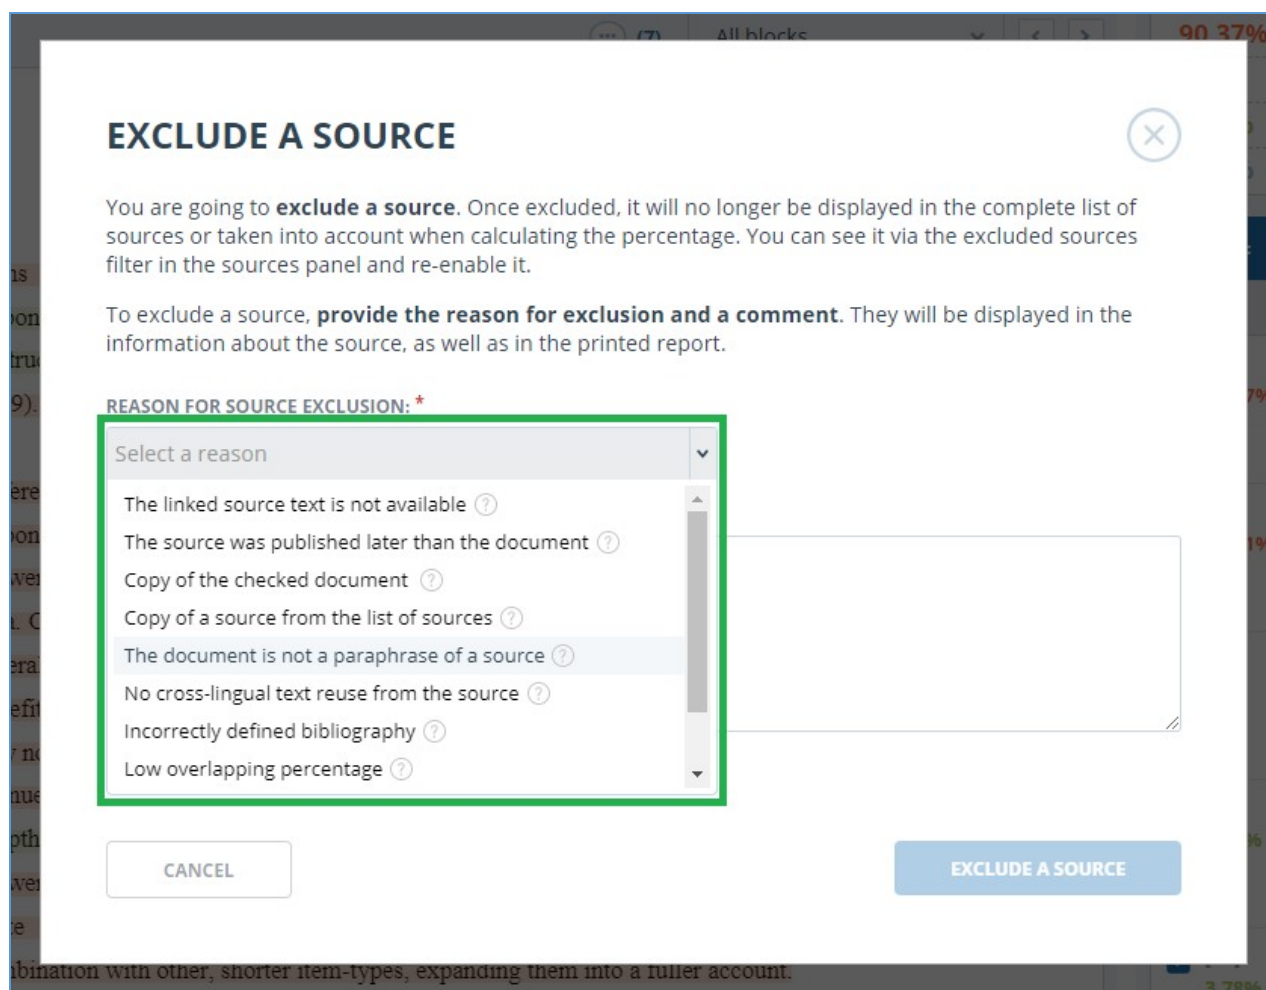 (7) All blocks 90.37%
EXCLUDE A SOURCE
You are going to exclude a source. Once excluded, it will no longer be displayed in the complete list of
sources or taken into account when calculating the percentage. You can see it via the excluded sources
filter in the sources panel and re-enable it.
To exclude a source, provide the reason for exclusion and a comment. They will be displayed in the
information about the source, as well as in the printed report.
REASON FOR SOURCE EXCLUSION: *
Select a reason
The linked source text is not available ?
The source was published later than the document ?
Copy of the checked document ?
Copy of a source from the list of sources ?
The document is not a paraphrase of a source ?
No cross-lingual text reuse from the source ?
Incorrectly defined bibliography ?
Low overlapping percentage ?
CANCEL
EXCLUDE A SOURCE
with other, shorter item-types, expanding them into a fuller account.
3.78%